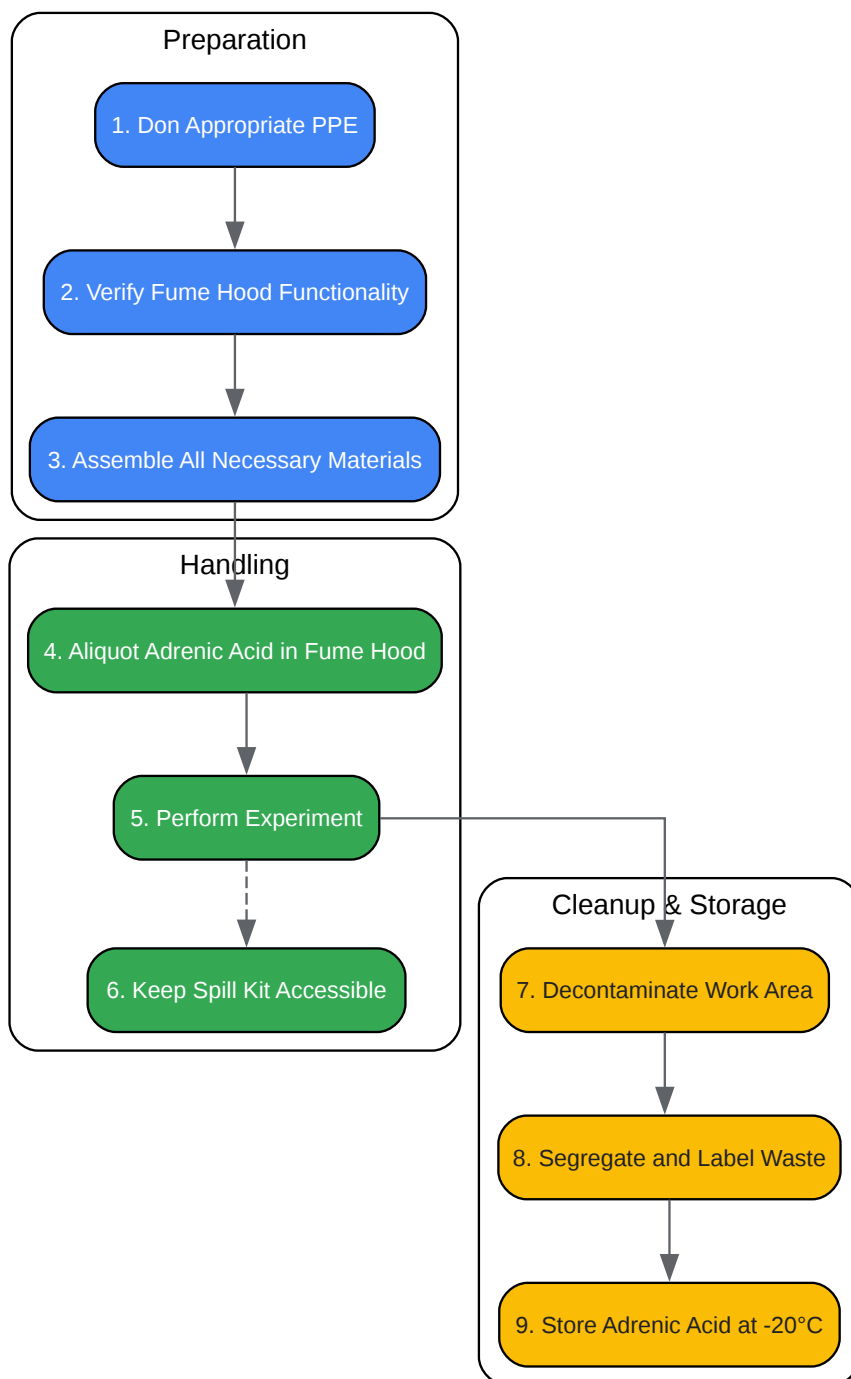 Preparation
1. Don Appropriate PPE
2. Verify Fume Hood Functionality
3. Assemble All Necessary Materials
Handling
4. Aliquot Adrenic Acid in Fume Hood
5. Perform Experiment
6. Keep Spill Kit Accessible
Cleanup & Storage
7. Decontaminate Work Area
8. Segregate and Label Waste
9. Store Adrenic Acid at -20°C